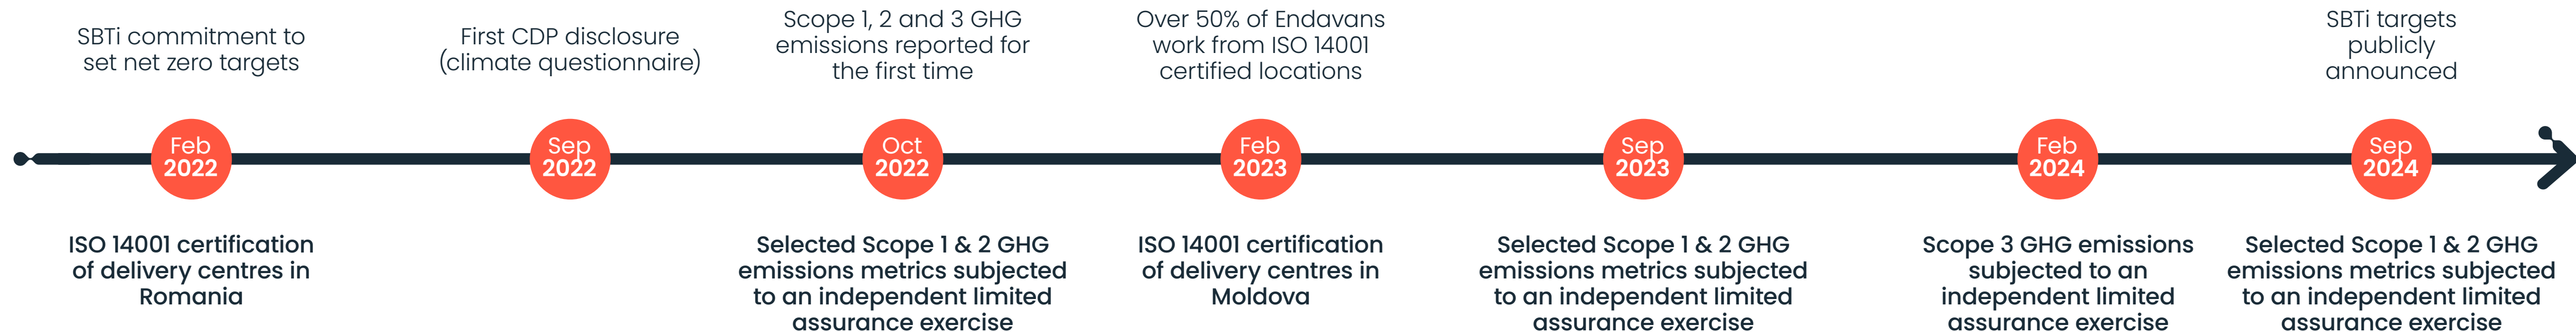 SBTi commitment to
set net zero targets
First CDP disclosure
(climate questionnaire)
Scope 1, 2 and 3 GHG
emissions reported for
the first time
Over 50% of Endavans
work from ISO 14001
certified locations
SBTi targets
publicly
announced
Feb
2022
Sep
2022
Oct
2022
Feb
2023
Sep
2023
Feb
2024
Sep
2024
ISO 14001 certification
of delivery centres in
Romania
Selected Scope 1 & 2 GHG
emissions metrics subjected
to an independent limited
assurance exercise
ISO 14001 certification
of delivery centres in
Moldova
Selected Scope 1 & 2 GHG
emissions metrics subjected
to an independent limited
assurance exercise
Scope 3 GHG emissions
subjected to an
independent limited
assurance exercise
Selected Scope 1 & 2 GHG
emissions metrics subjected
to an independent limited
assurance exercise